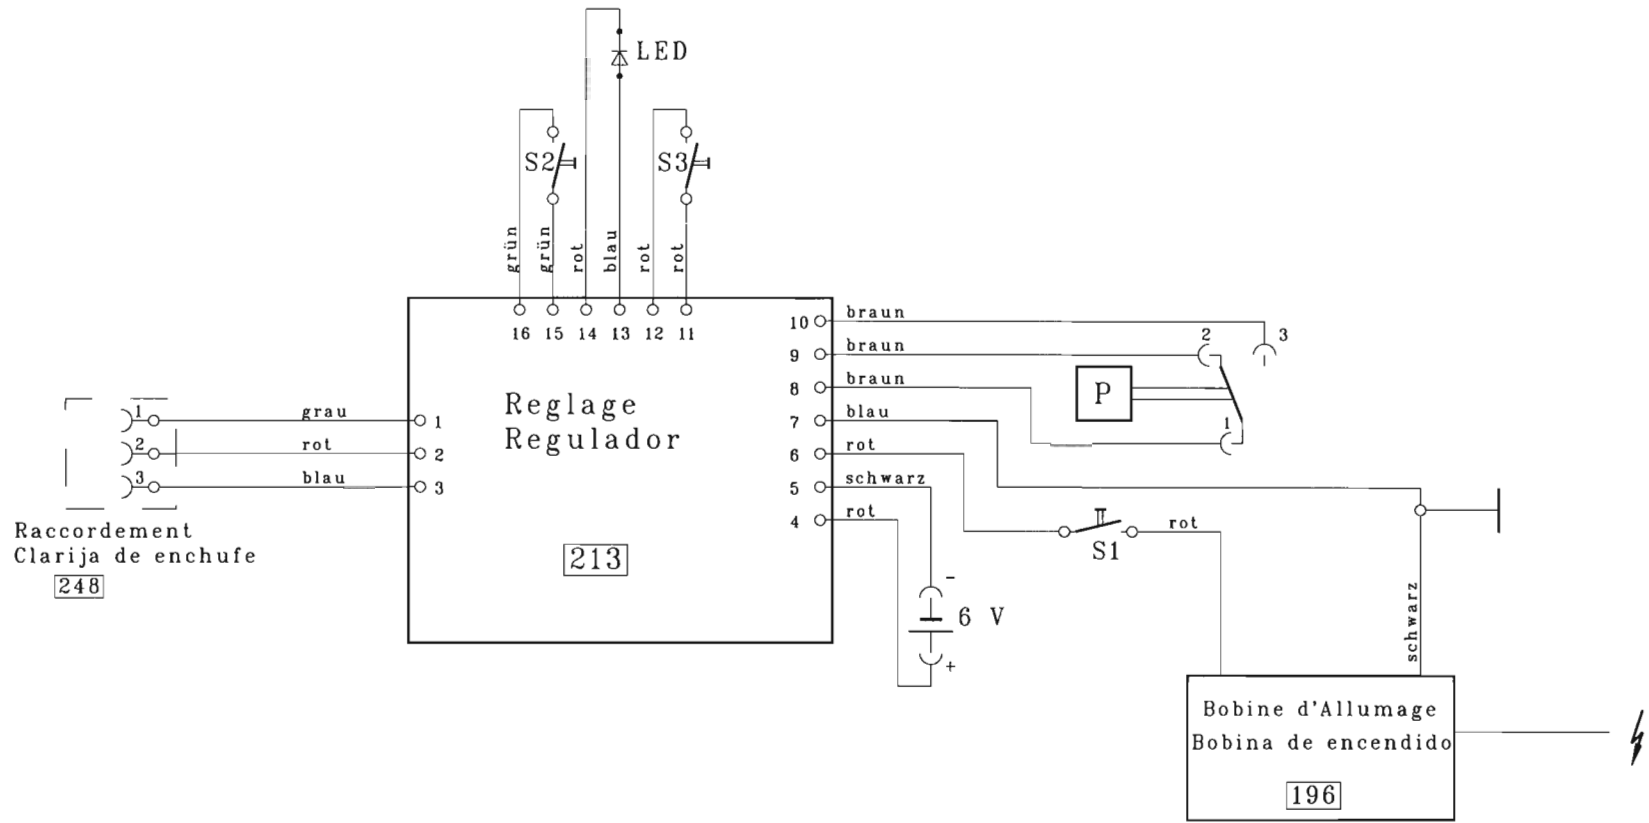 LED
S2
S3
grün
grün
rot
blau
rot
rot
16 15 14 13 12 11
10 braun
9 braun
8 braun
7 blau
6 rot
5 schwarz
4 rot
2
3
P
1
Reglage
Regulador
213
1 grau 1
2 rot 2
3 blau 3
Raccordement
Clarija de enchufe
248
S1
rot
-
6 V
+
schwarz
Bobine d'Allumage
Bobina de encendido
196